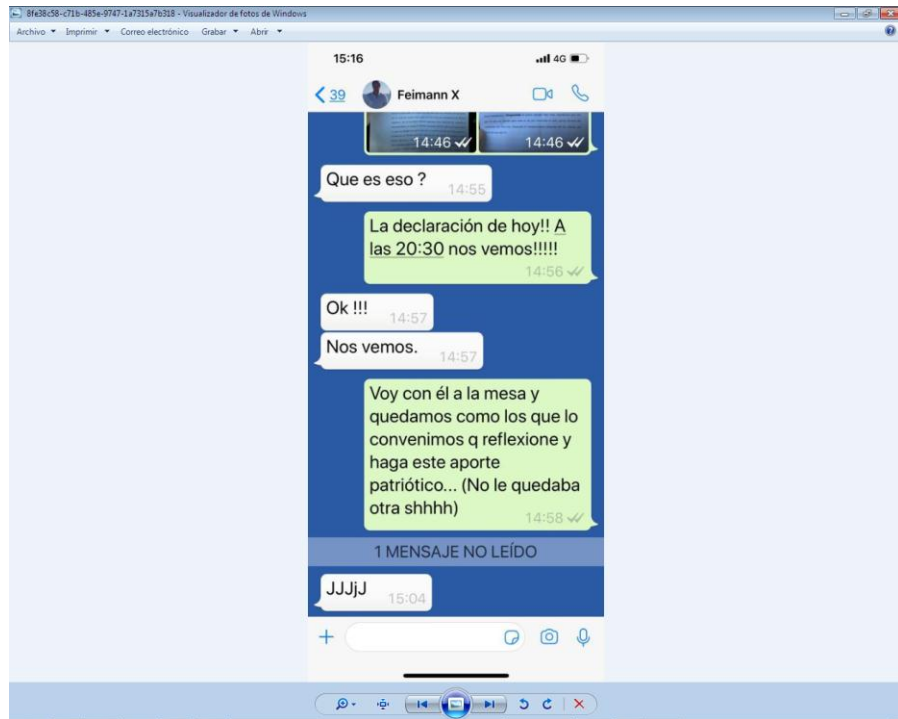 8fe38c58-c71b-485e-9747-1a7315a7b318 - Visualizador de fotos de Windows
Archivo Imprimir Correo electrónico Grabar Abrir
15:16 4G
39 Feimann X
14:46 14:46
Que es eso ? 14:55
La declaración de hoy!! A
las 20:30 nos vemos!!!!!
14:56
Ok !!! 14:57
Nos vemos. 14:57
Voy con él a la mesa y
quedamos como los que lo
convenimos q reflexione y
haga este aporte
patriótico... (No le quedaba
otra shhhh) 14:58
1 MENSAJE NO LEÍDO
JJJjJ 15:04